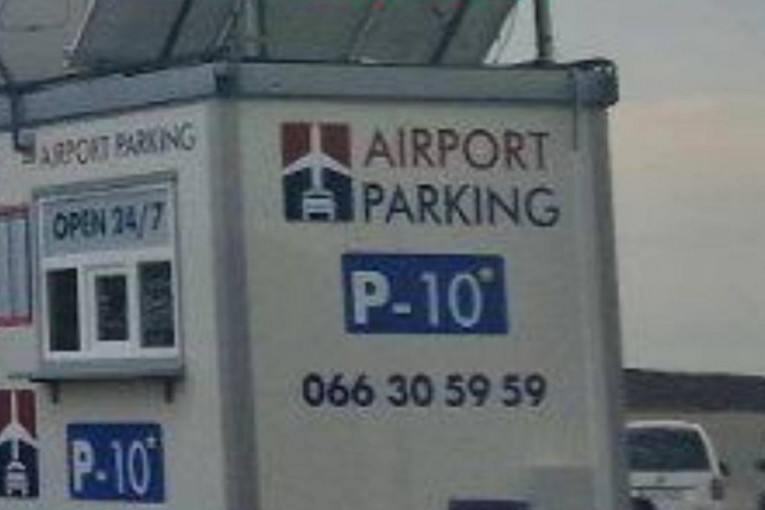 AIRPORT PARKING
OPEN 24/7
P-10*
AIRPORT
PARKING
P-10*
066 30 59 59